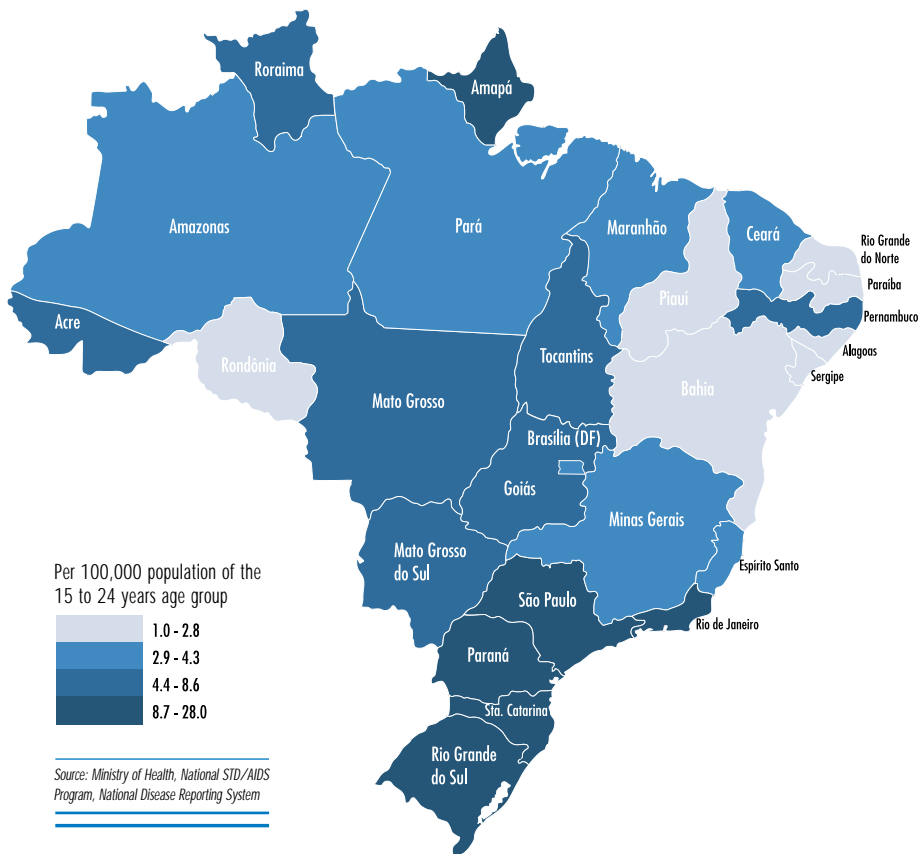 Roraima
Amapá
Amazonas
Pará
Maranhão
Ceará
Rio Grande
do Norte
Paraíba
Piauí
Pernambuco
Acre
Rondônia
Tocantins
Alagoas
Sergipe
Bahia
Mato Grosso
Brasília (DF)
Goiás
Minas Gerais
Mato Grosso
do Sul
Espírito Santo
São Paulo
Rio de Janeiro
Paraná
Sta. Catarina
Rio Grande
do Sul
Per 100,000 population of the
15 to 24 years age group
1.0 - 2.8
2.9 - 4.3
4.4 - 8.6
8.7 - 28.0
Source: Ministry of Health, National STD/AIDS
Program, National Disease Reporting System